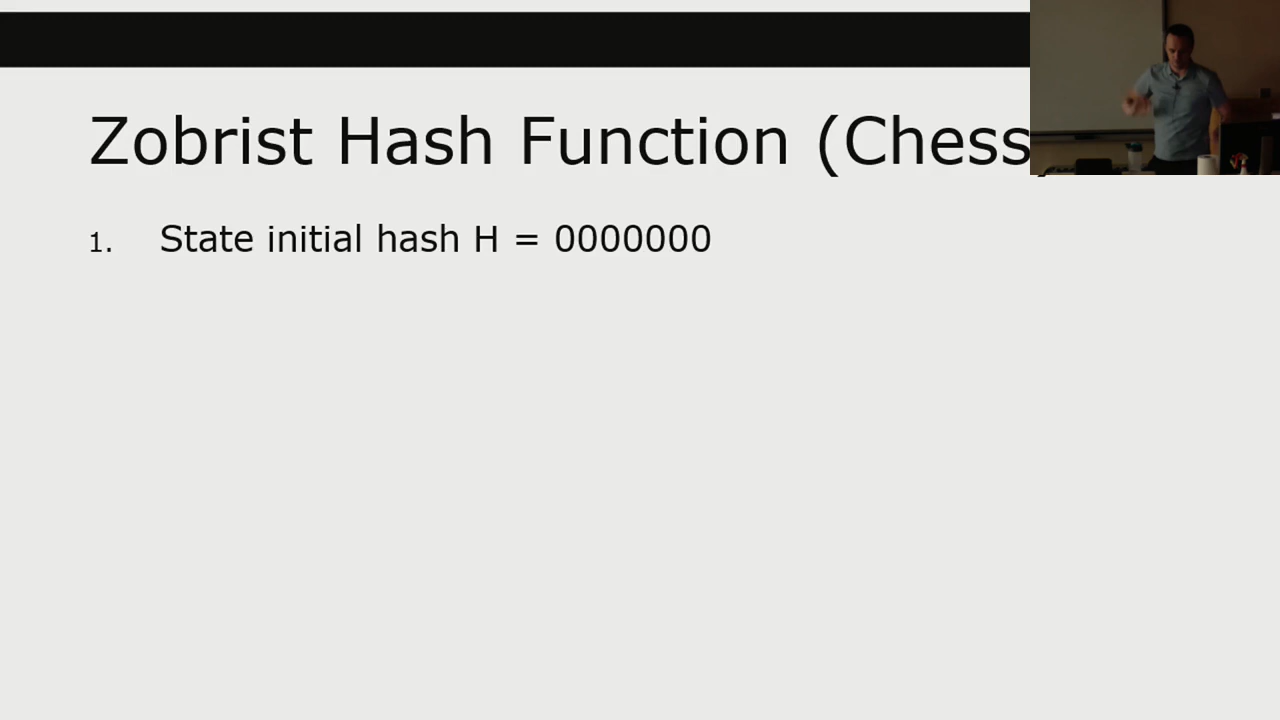 Zobrist Hash Function (Chess)
1. State initial hash H = 0000000